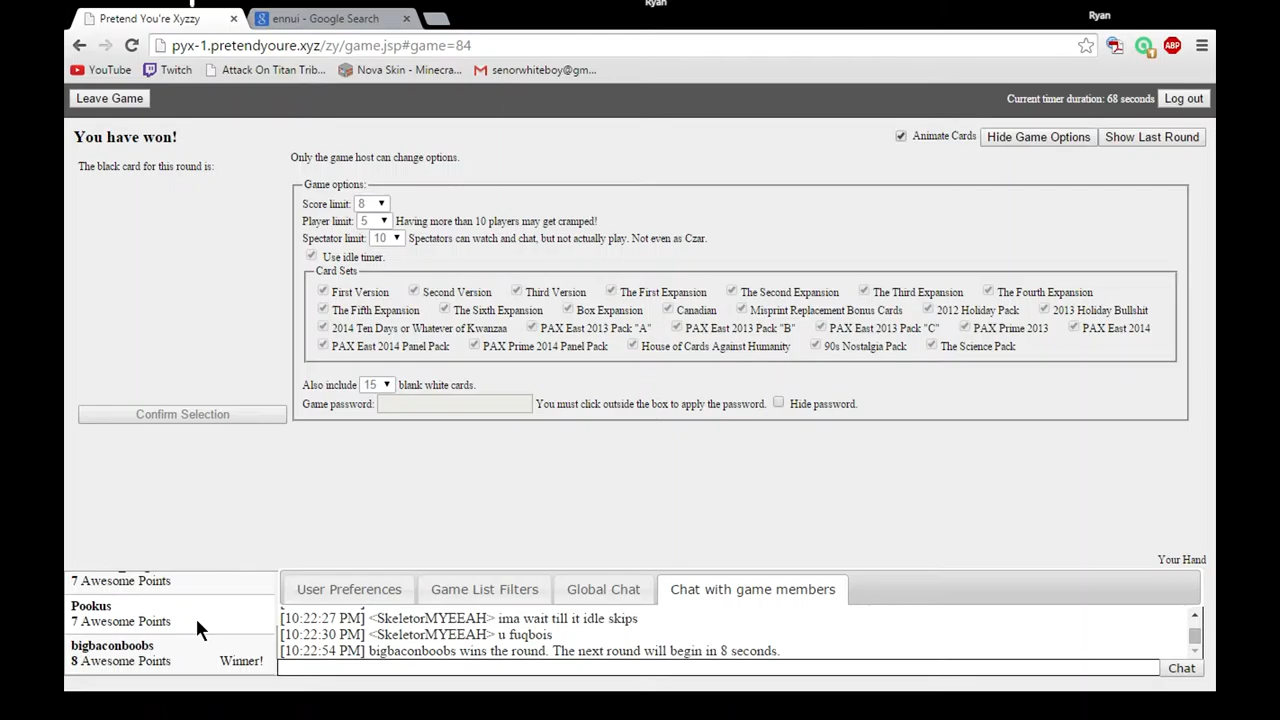 Ryan
Ryan
Pretend You're Xyzzy
ennui - Google Search
pyx-1.pretendyoure.xyz/zy/game.jsp#game=84
ABP
YouTube
Twitch
Attack On Titan Trib...
Nova Skin - Minecra...
senorwhiteboy@gm...
Leave Game
Current timer duration: 68 seconds
Log out
You have won!
Animate Cards
Hide Game Options
Show Last Round
The black card for this round is:
Only the game host can change options.
Game options:
Score limit: 8
Player limit: 5 Having more than 10 players may get cramped!
Spectator limit: 10 Spectators can watch and chat, but not actually play. Not even as Czar.
Use idle timer.
Card Sets
First Version Second Version Third Version The First Expansion The Second Expansion The Third Expansion The Fourth Expansion
The Fifth Expansion The Sixth Expansion Box Expansion Canadian Misprint Replacement Bonus Cards 2012 Holiday Pack 2013 Holiday Bullshit
2014 Ten Days or Whatever of Kwanzaa PAX East 2013 Pack "A" PAX East 2013 Pack "B" PAX East 2013 Pack "C" PAX Prime 2013 PAX East 2014
PAX East 2014 Panel Pack PAX Prime 2014 Panel Pack House of Cards Against Humanity 90s Nostalgia Pack The Science Pack
Also include 15 blank white cards.
Game password: You must click outside the box to apply the password. Hide password.
Confirm Selection
Your Hand
7 Awesome Points
Pookus
7 Awesome Points
bigbaconboobs
8 Awesome Points Winner!
User Preferences
Game List Filters
Global Chat
Chat with game members
[10:22:27 PM] <SkeletorMYEEAH> ima wait till it idle skips
[10:22:30 PM] <SkeletorMYEEAH> u fuqbois
[10:22:54 PM] bigbaconboobs wins the round. The next round will begin in 8 seconds.
Chat